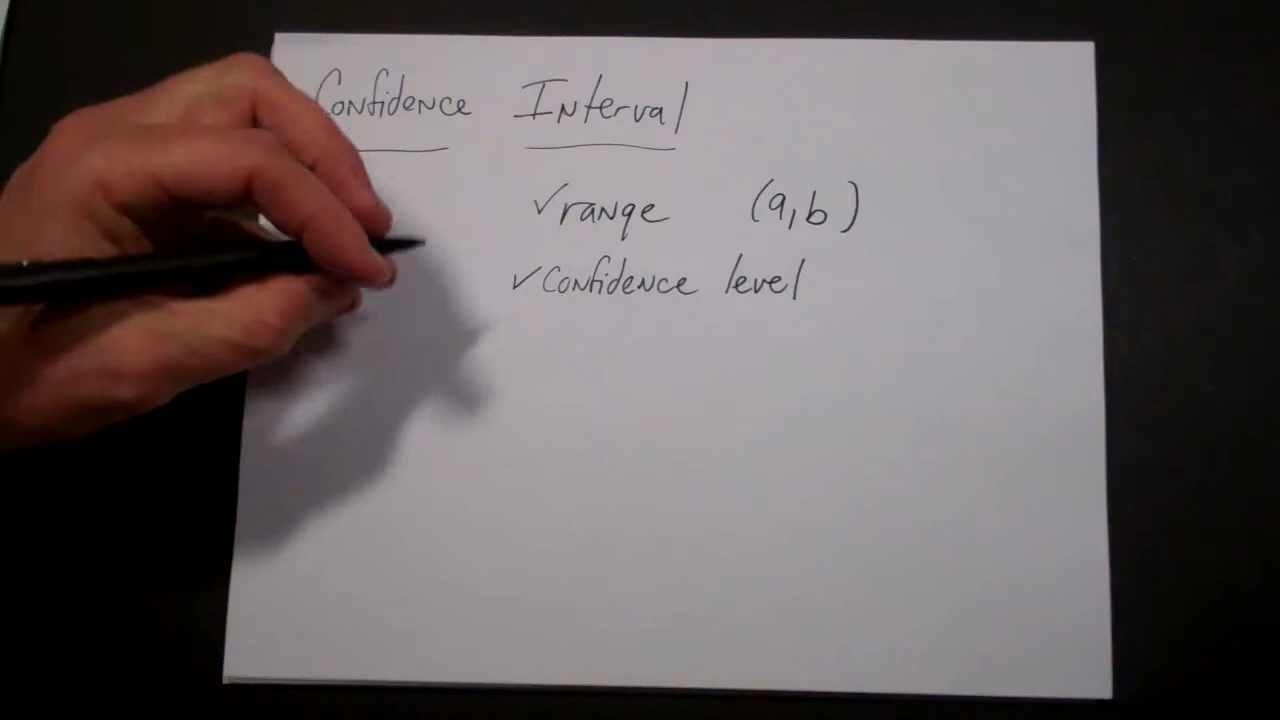 Confidence Interval
✓ range (a,b)
✓ Confidence level